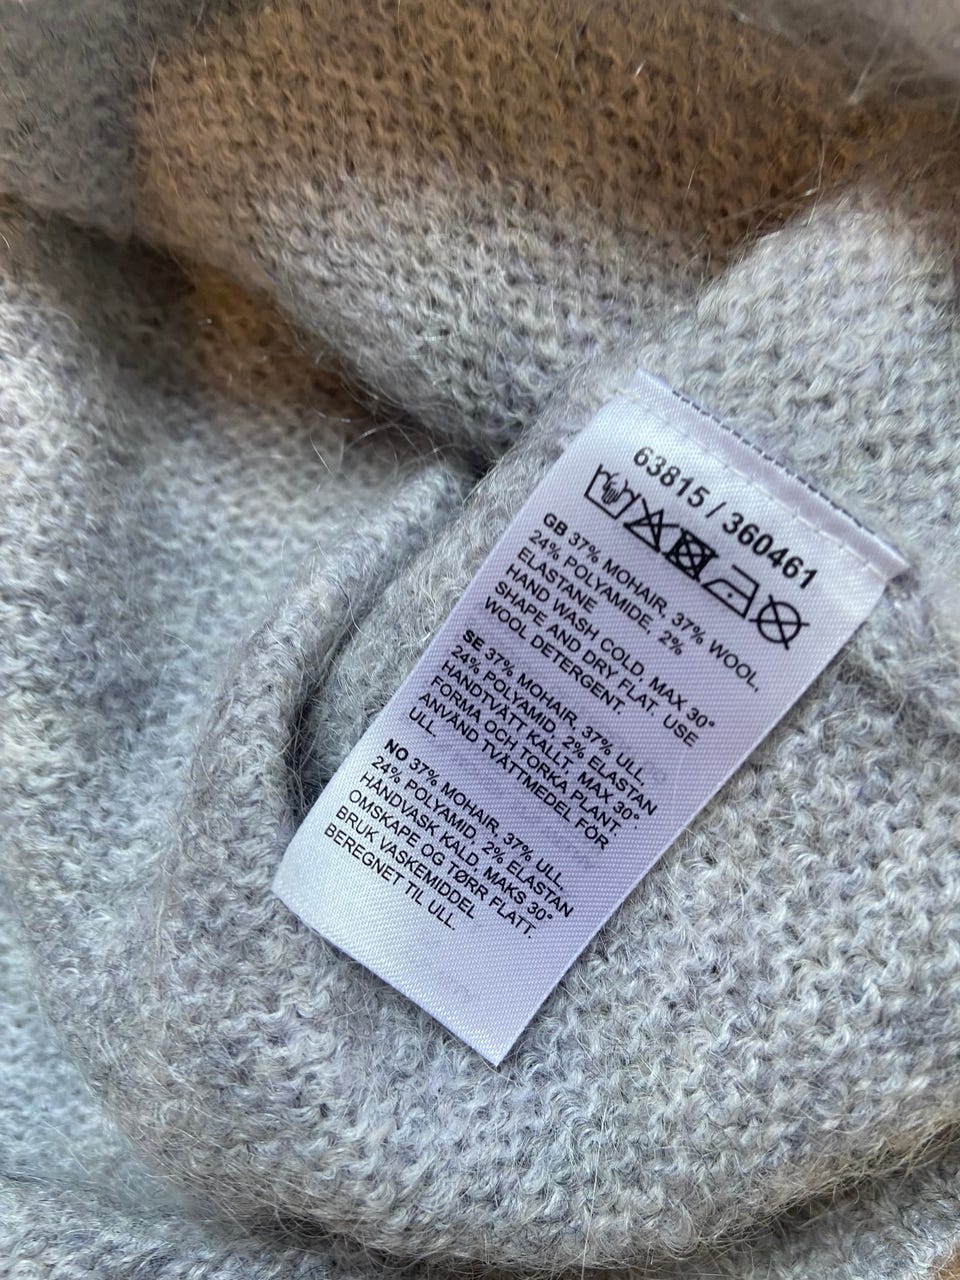 63815 / 360461
GB 37% MOHAIR, 37% WOOL,
24% POLYAMIDE, 2%
ELASTANE
HAND WASH COLD. MAX 30°
SHAPE AND DRY FLAT. USE
WOOL DETERGENT.
SE 37% MOHAIR, 37% ULL,
24% POLYAMID, 2% ELASTAN
HANDTVÄTT KALLT, MAX 30°
FORMA OCH TORKA PLANT.
ANVÄND TVÄTTMEDEL FÖR
ULL.
NO 37% MOHAIR, 37% ULL,
24% POLYAMID, 2% ELASTAN
HÅNDVASK KALD, MAKS 30°
OMSKAPE OG TØRR FLATT.
BRUK VASKEMIDDEL
BEREGNET TIL ULL.